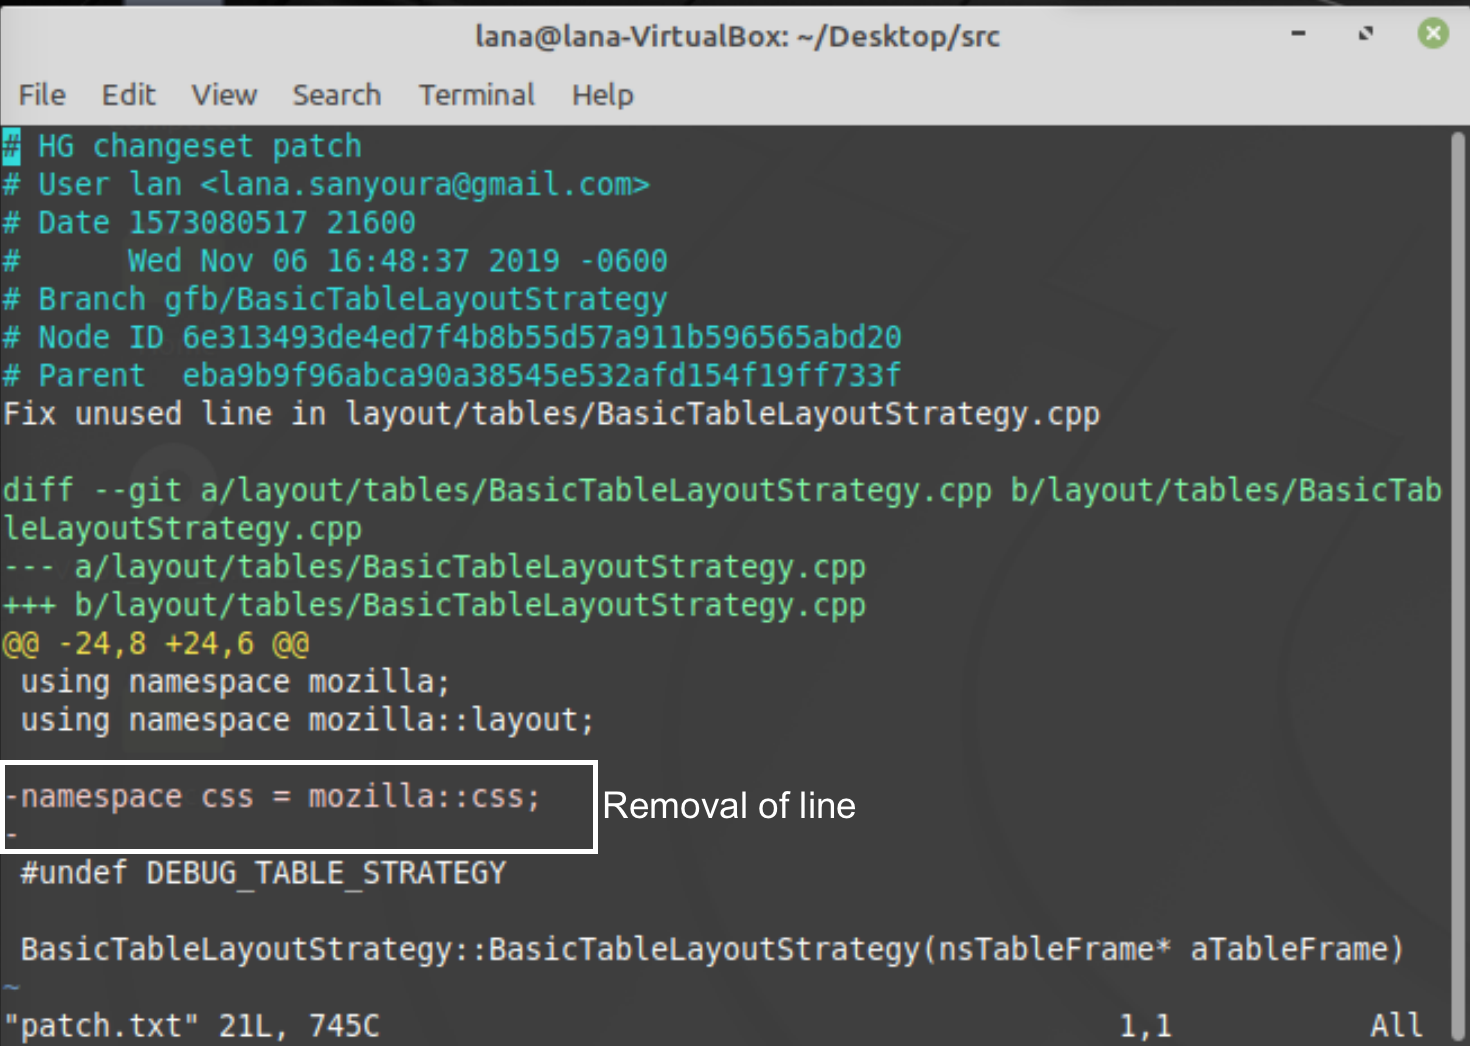 lana@lana-VirtualBox: ~/Desktop/src
File Edit View Search Terminal Help
# HG changeset patch
# User lan <lana.sanyoura@gmail.com>
# Date 1573080517 21600
#      Wed Nov 06 16:48:37 2019 -0600
# Branch gfb/BasicTableLayoutStrategy
# Node ID 6e313493de4ed7f4b8b55d57a911b596565abd20
# Parent  eba9b9f96abca90a38545e532afd154f19ff733f
Fix unused line in layout/tables/BasicTableLayoutStrategy.cpp
diff --git a/layout/tables/BasicTableLayoutStrategy.cpp b/layout/tables/BasicTab
leLayoutStrategy.cpp
--- a/layout/tables/BasicTableLayoutStrategy.cpp
+++ b/layout/tables/BasicTableLayoutStrategy.cpp
@@ -24,8 +24,6 @@
 using namespace mozilla;
 using namespace mozilla::layout;
-namespace css = mozilla::css;
Removal of line
-
 #undef DEBUG_TABLE_STRATEGY
 BasicTableLayoutStrategy::BasicTableLayoutStrategy(nsTableFrame* aTableFrame)
~
"patch.txt" 21L, 745C 1,1 All